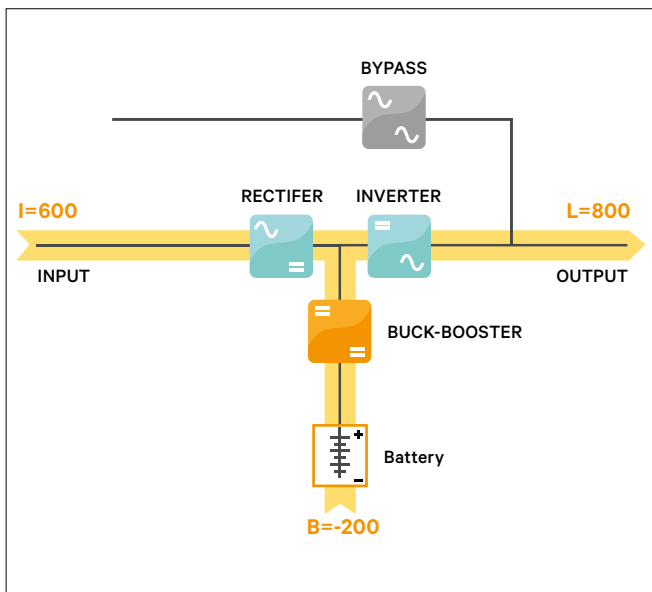 BYPASS
RECTIFER
INVERTER
I=600
L=800
INPUT
OUTPUT
BUCK-BOOSTER
+
Battery
–
B=-200